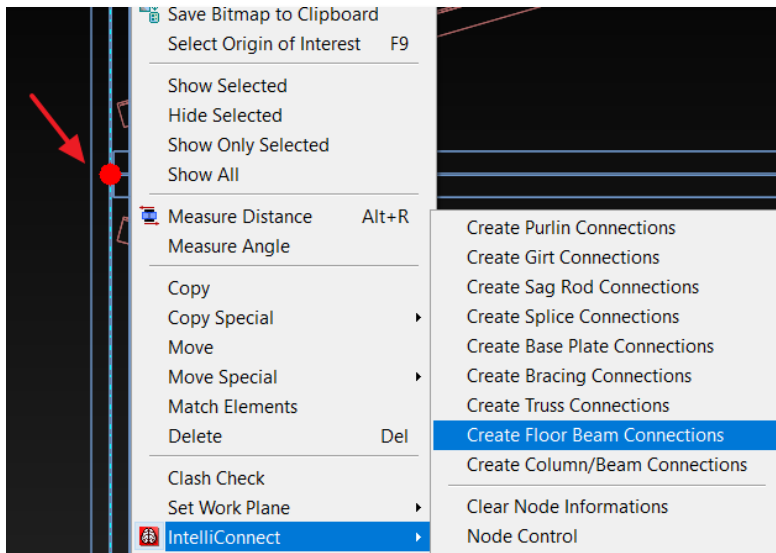 Save Bitmap to Clipboard
Select Origin of Interest F9
Show Selected
Hide Selected
Show Only Selected
Show All
Measure Distance Alt+R
Measure Angle
Copy
Copy Special
Move
Move Special
Match Elements
Delete Del
Clash Check
Set Work Plane
IntelliConnect
Create Purlin Connections
Create Girt Connections
Create Sag Rod Connections
Create Splice Connections
Create Base Plate Connections
Create Bracing Connections
Create Truss Connections
Create Floor Beam Connections
Create Column/Beam Connections
Clear Node Informations
Node Control